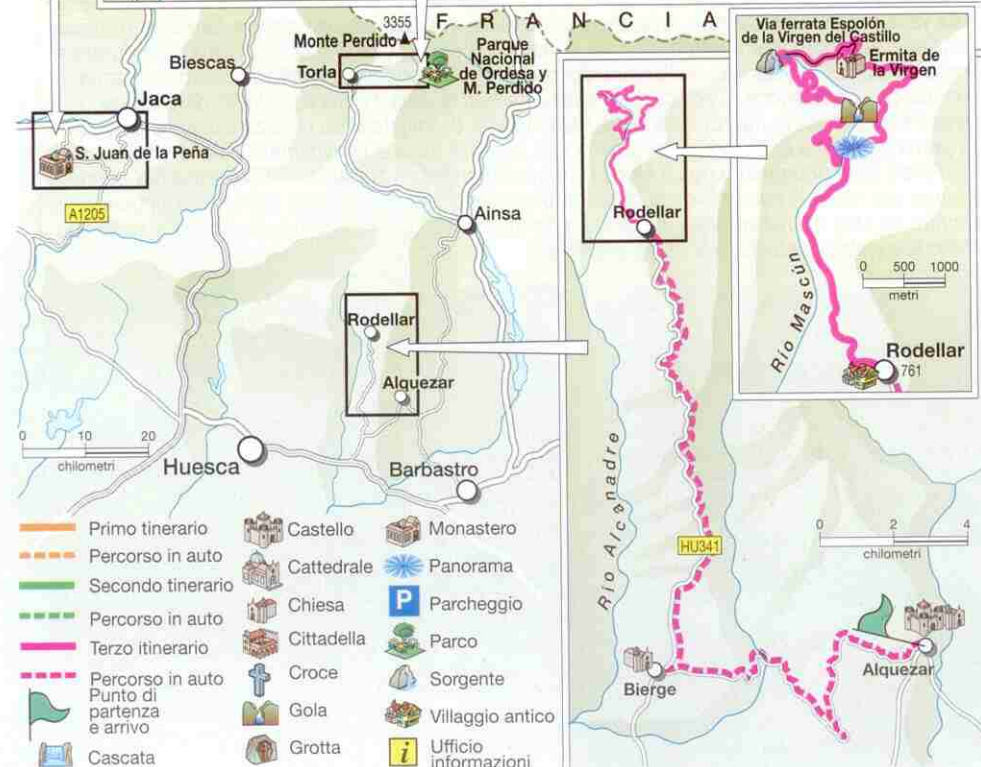 3355 F R A N C I A
Monte Perdido
Parque
Nacional
de Ordesa y
M. Perdido
Biescas
Torla
Jaca
S. Juan de la Peña
A1205
Ainsa
Rodellar
Alquezar
0 10 20
chilometri
Huesca
Barbastro
Primo tinerario
Percorso in auto
Secondo tinerario
Percorso in auto
Terzo itinerario
Percorso in auto
Punto di
partenza
e arrivo
Cascata
Castello
Cattedrale
Chiesa
Cittadella
Croce
Gola
Grotta
Monastero
Panorama
P Parcheggio
Parco
Sorgente
Villaggio antico
i Ufficio
informazioni
Rodellar
Rio Alcanadre
HU341
Bierge
Alquezar
0 2 4
chilometri
Via ferrata Espolón
de la Virgen del Castillo
Ermita de
la Virgen
Rio Mascún
0 500 1000
metri
Rodellar
761